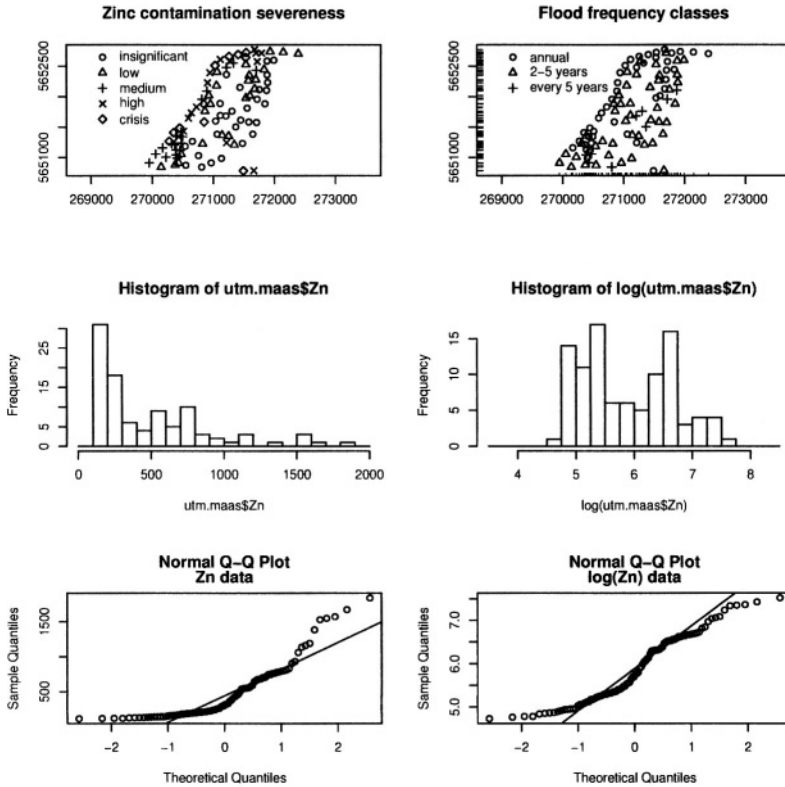 Zinc contamination severeness
5652500
5651000
insignificant
low
medium
high
crisis
269000 270000 271000 272000 273000
Flood frequency classes
5652500
5651000
annual
2-5 years
every 5 years
269000 270000 271000 272000 273000
Histogram of utm.maas$Zn
Frequency
25
15
5
0
0 500 1000 1500 2000
utm.maas$Zn
Histogram of log(utm.maas$Zn)
Frequency
15
10
5
0
4 5 6 7 8
log(utm.maas$Zn)
Normal Q-Q Plot
Zn data
Sample Quantiles
1500
500
-2 -1 0 1 2
Theoretical Quantiles
Normal Q-Q Plot
log(Zn) data
Sample Quantiles
7.0
6.0
5.0
-2 -1 0 1 2
Theoretical Quantiles